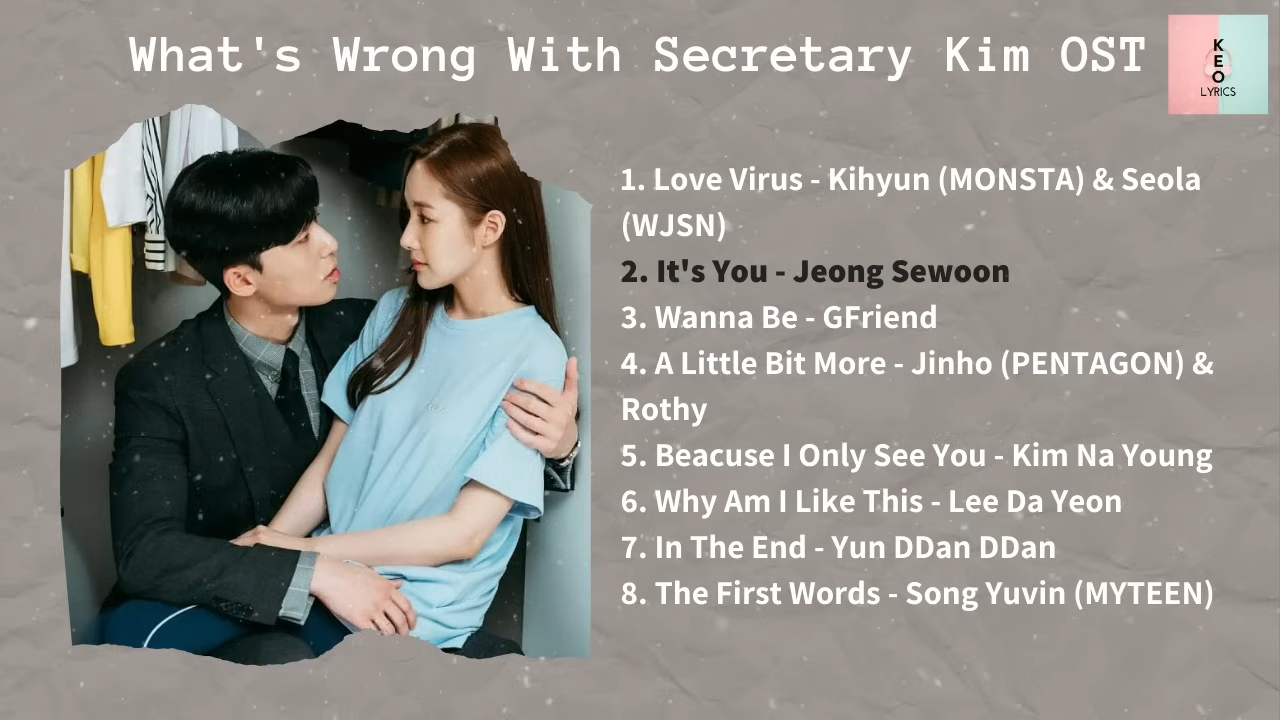 What's Wrong With Secretary Kim OST
K
E
O
LYRICS
1. Love Virus - Kihyun (MONSTA) & Seola
(WJSN)
2. It's You - Jeong Sewoon
3. Wanna Be - GFriend
4. A Little Bit More - Jinho (PENTAGON) &
Rothy
5. Beacuse I Only See You - Kim Na Young
6. Why Am I Like This - Lee Da Yeon
7. In The End - Yun DDan DDan
8. The First Words - Song Yuvin (MYTEEN)